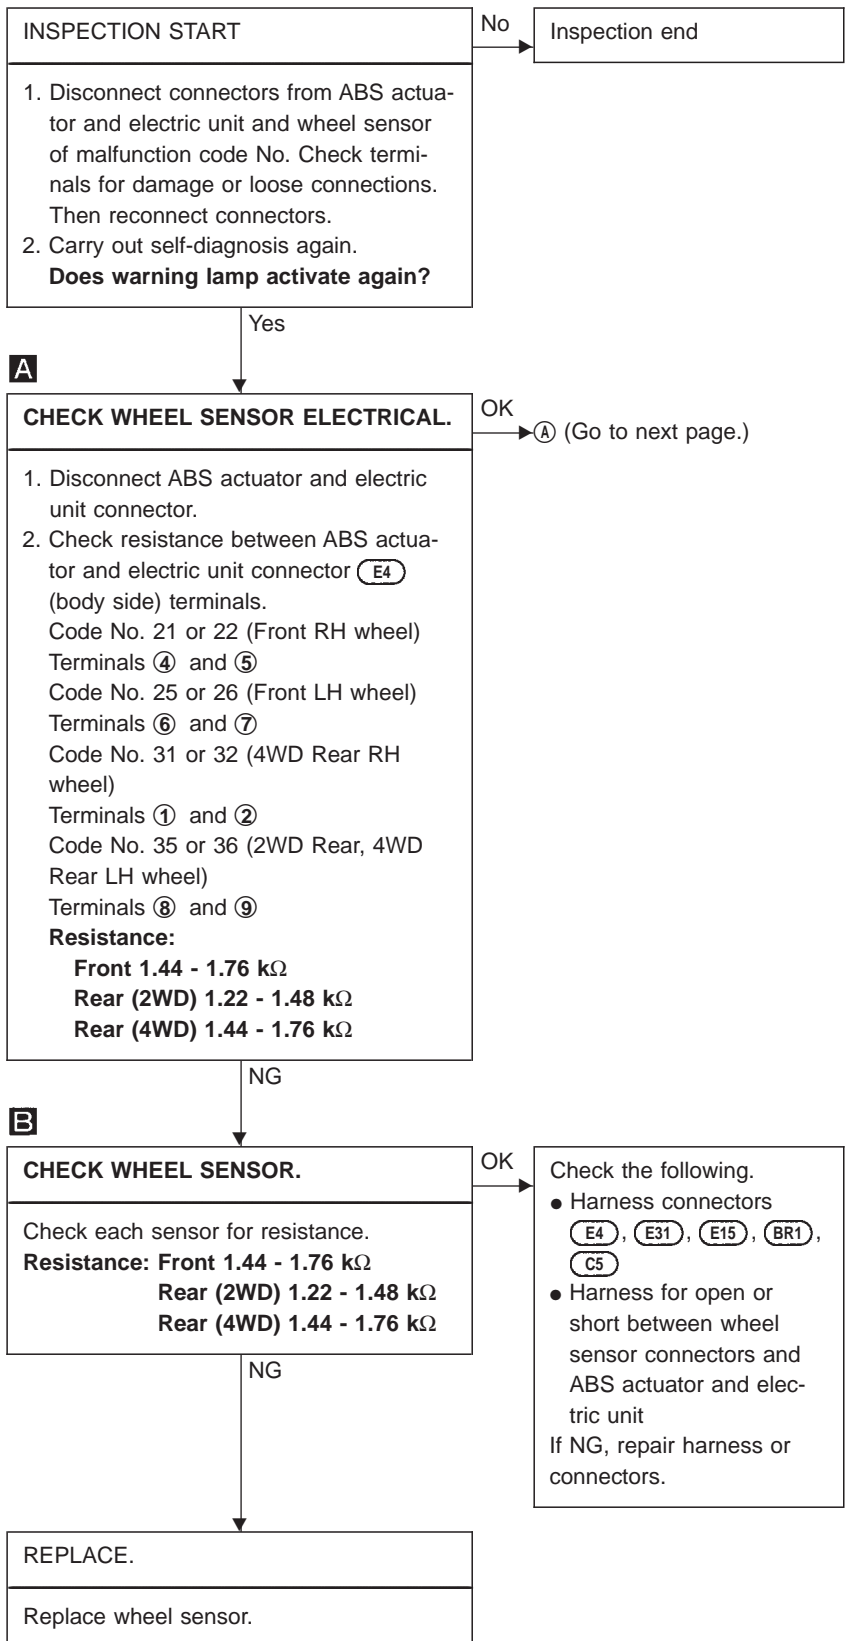 INSPECTION START
No
Inspection end
1. Disconnect connectors from ABS actua-
tor and electric unit and wheel sensor
of malfunction code No. Check termi-
nals for damage or loose connections.
Then reconnect connectors.
2. Carry out self-diagnosis again.
Does warning lamp activate again?
Yes
A
CHECK WHEEL SENSOR ELECTRICAL.
OK
Ⓐ (Go to next page.)
1. Disconnect ABS actuator and electric
unit connector.
2. Check resistance between ABS actua-
tor and electric unit connector E4
(body side) terminals.
Code No. 21 or 22 (Front RH wheel)
Terminals ④ and ⑤
Code No. 25 or 26 (Front LH wheel)
Terminals ⑥ and ⑦
Code No. 31 or 32 (4WD Rear RH
wheel)
Terminals ① and ②
Code No. 35 or 36 (2WD Rear, 4WD
Rear LH wheel)
Terminals ⑧ and ⑨
Resistance:
Front 1.44 - 1.76 kΩ
Rear (2WD) 1.22 - 1.48 kΩ
Rear (4WD) 1.44 - 1.76 kΩ
NG
B
CHECK WHEEL SENSOR.
OK
Check each sensor for resistance.
Resistance: Front 1.44 - 1.76 kΩ
Rear (2WD) 1.22 - 1.48 kΩ
Rear (4WD) 1.44 - 1.76 kΩ
Check the following.
● Harness connectors
E4, E31, E15, BR1,
C5
● Harness for open or
short between wheel
sensor connectors and
ABS actuator and elec-
tric unit
If NG, repair harness or
connectors.
NG
REPLACE.
Replace wheel sensor.